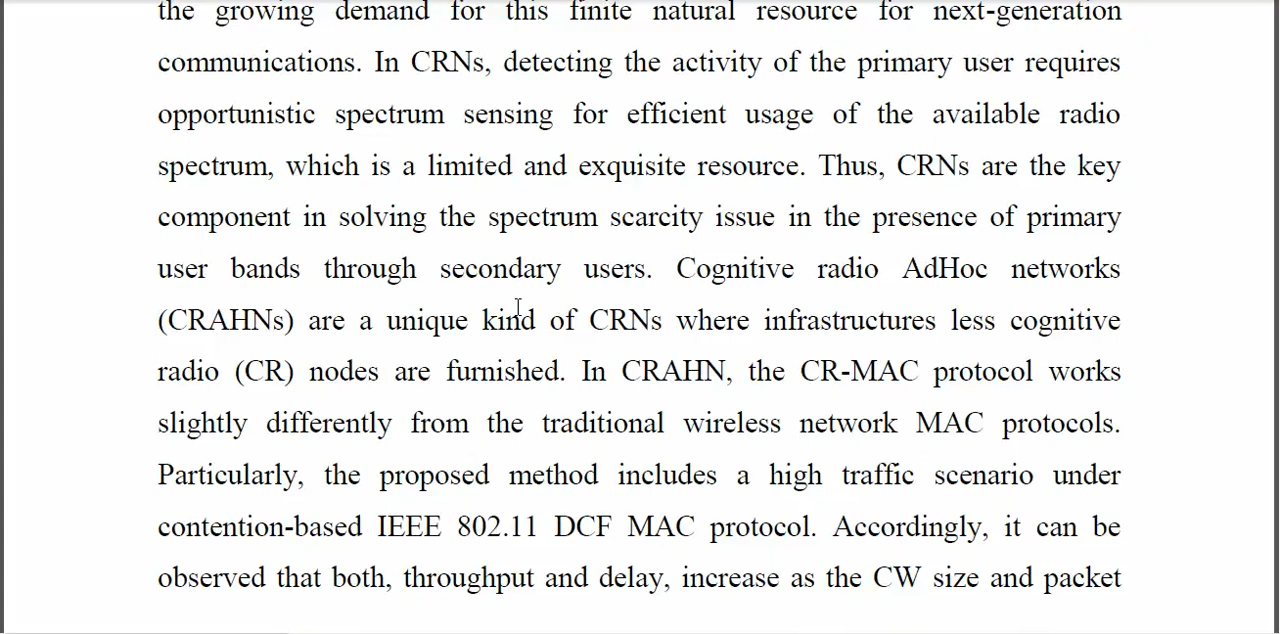 the growing demand for this finite natural resource for next-generation
communications. In CRNs, detecting the activity of the primary user requires
opportunistic spectrum sensing for efficient usage of the available radio
spectrum, which is a limited and exquisite resource. Thus, CRNs are the key
component in solving the spectrum scarcity issue in the presence of primary
user bands through secondary users. Cognitive radio AdHoc networks
(CRAHNs) are a unique kind of CRNs where infrastructures less cognitive
radio (CR) nodes are furnished. In CRAHN, the CR-MAC protocol works
slightly differently from the traditional wireless network MAC protocols.
Particularly, the proposed method includes a high traffic scenario under
contention-based IEEE 802.11 DCF MAC protocol. Accordingly, it can be
observed that both, throughput and delay, increase as the CW size and packet